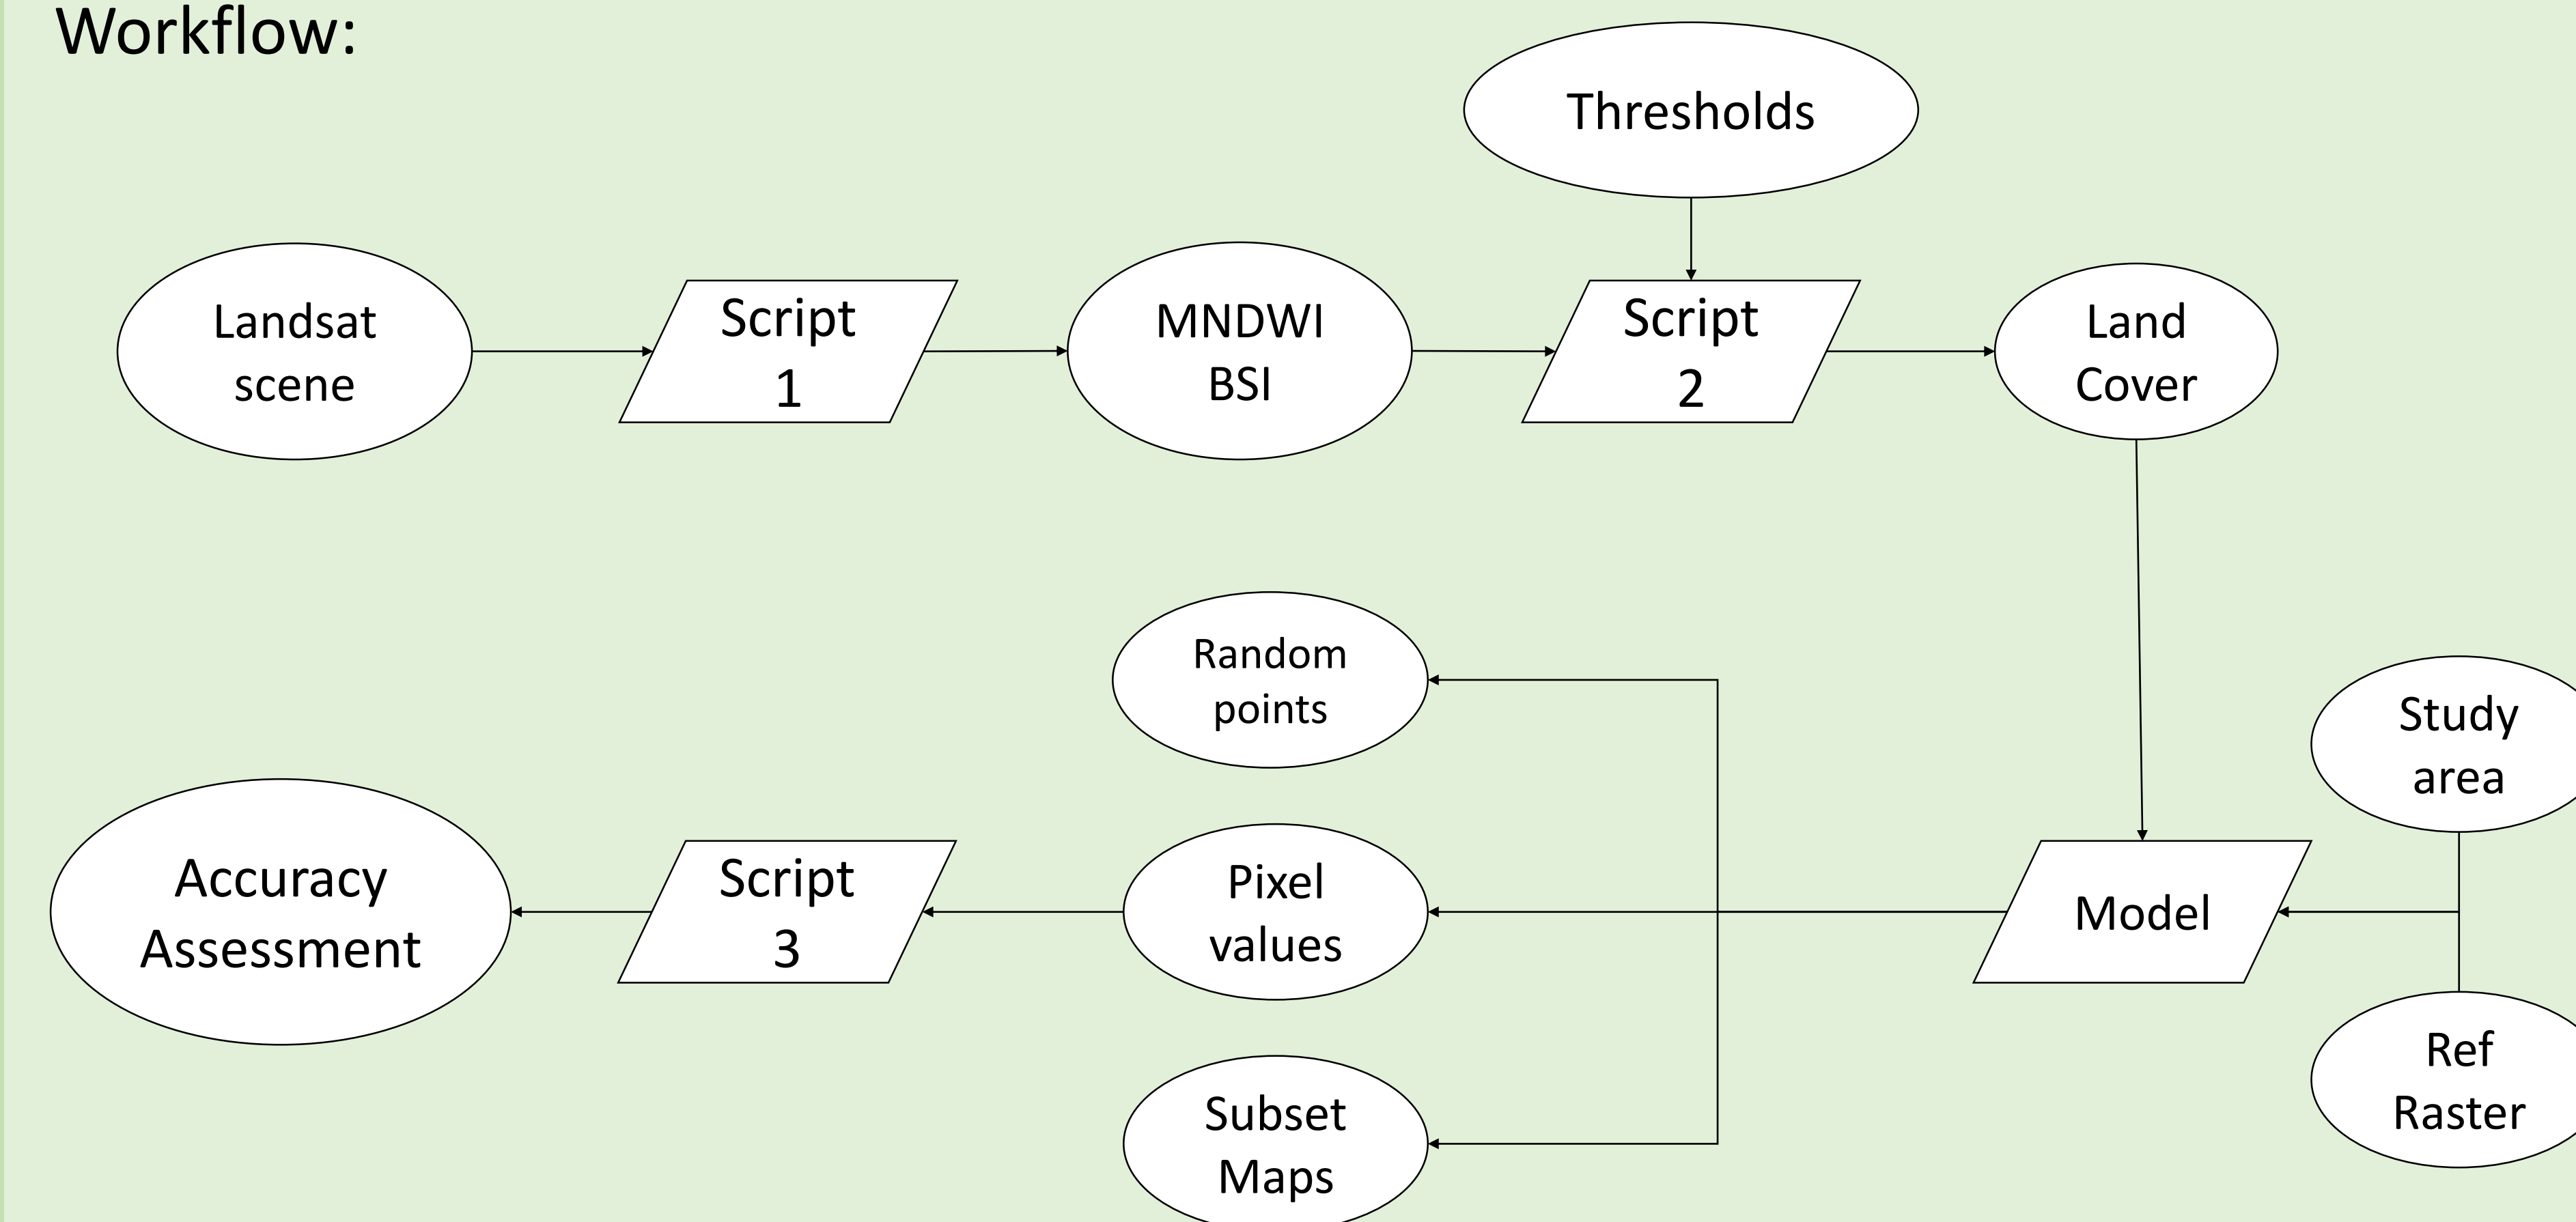 Workflow:
Thresholds
Landsat
scene
Script
1
MNDWI
BSI
Script
2
Land
Cover
Random
points
Study
area
Accuracy
Assessment
Script
3
Pixel
values
Model
Subset
Maps
Ref
Raster